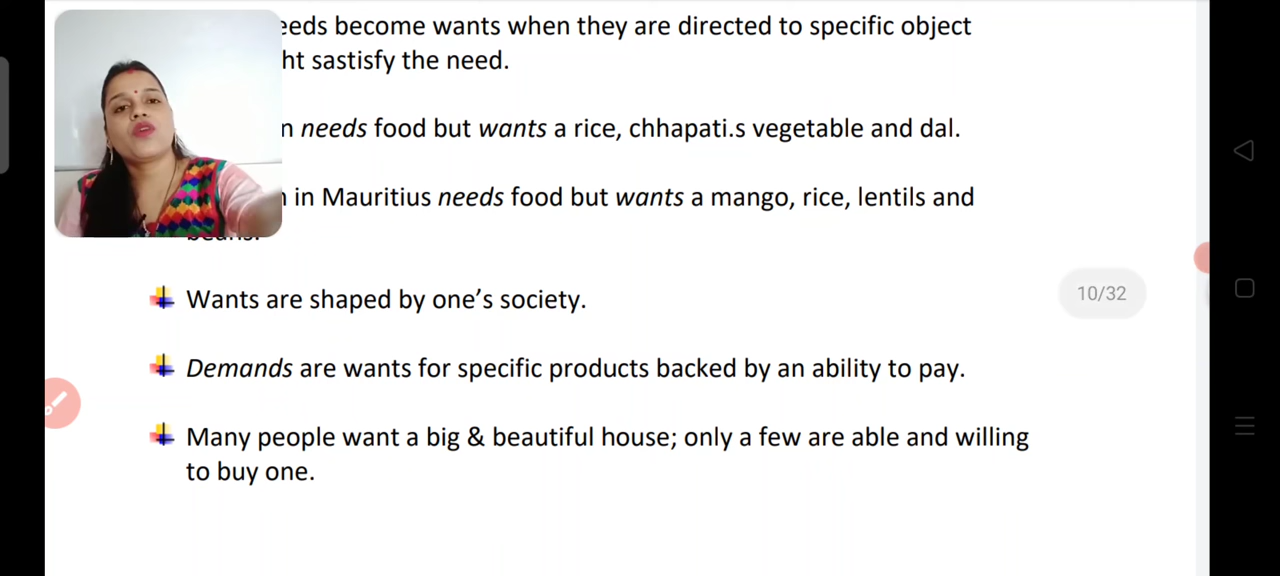 eeds become wants when they are directed to specific object
ht sastisfy the need.
n needs food but wants a rice, chhapati.s vegetable and dal.
in Mauritius needs food but wants a mango, rice, lentils and
beans.
Wants are shaped by one’s society.
10/32
Demands are wants for specific products backed by an ability to pay.
Many people want a big & beautiful house; only a few are able and willing
to buy one.